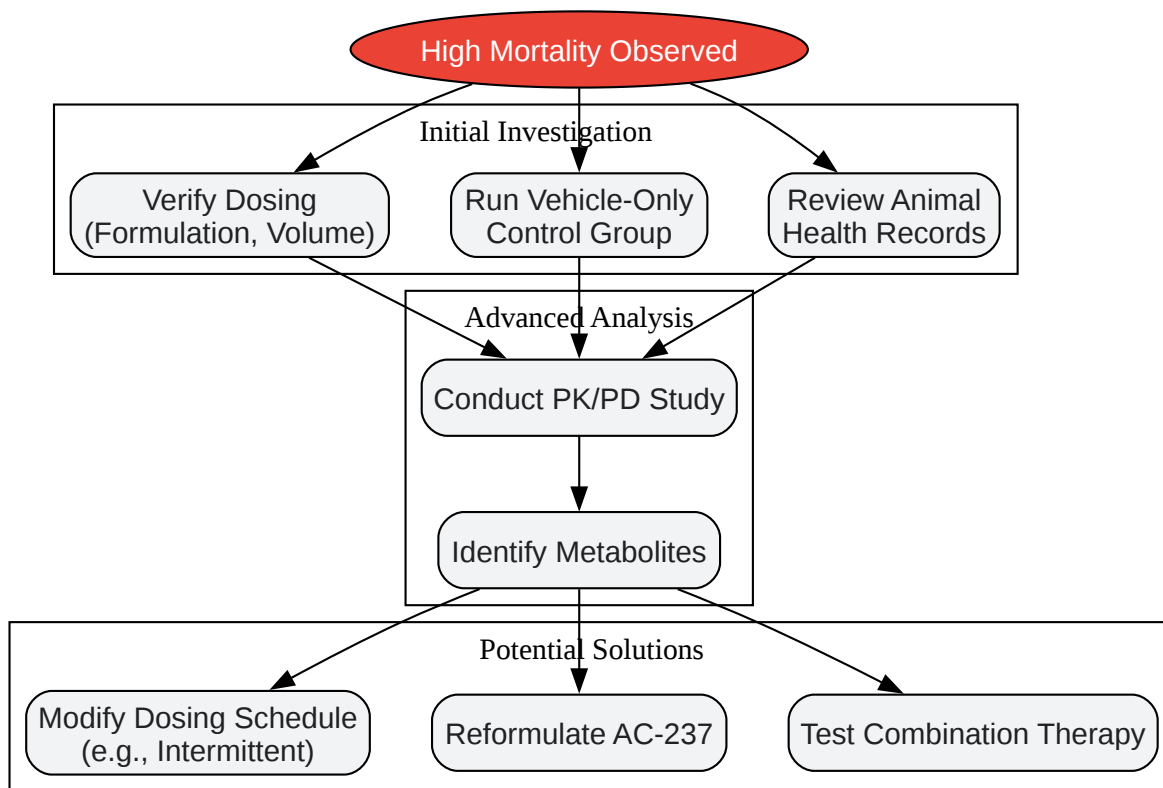 High Mortality Observed
Initial Investigation
Verify Dosing
(Formulation, Volume)
Run Vehicle-Only
Control Group
Review Animal
Health Records
Advanced Analysis
Conduct PK/PD Study
Identify Metabolites
Potential Solutions
Modify Dosing Schedule
(e.g., Intermittent)
Reformulate AC-237
Test Combination Therapy